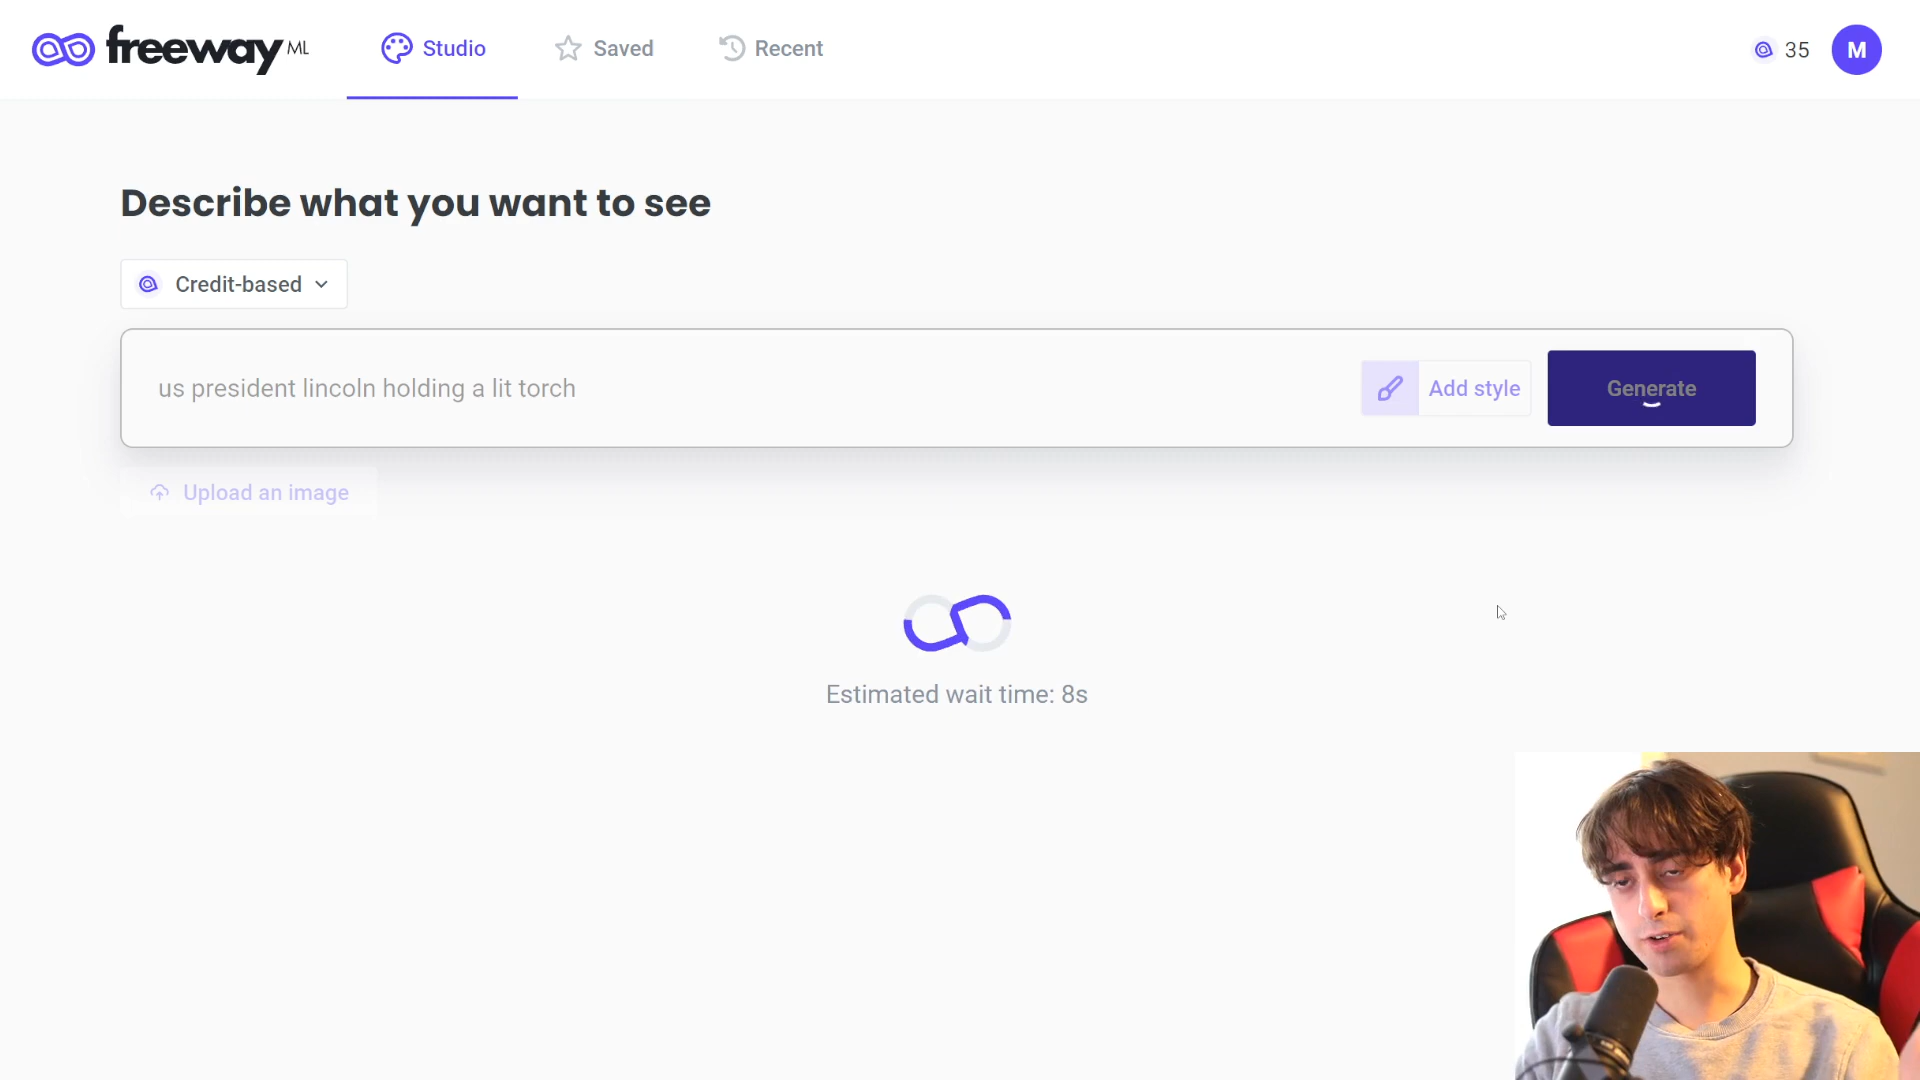 freeway ML
Studio
Saved
Recent
35
M
Describe what you want to see
Credit-based
us president lincoln holding a lit torch
Add style
Generate
Upload an image
Estimated wait time: 8s